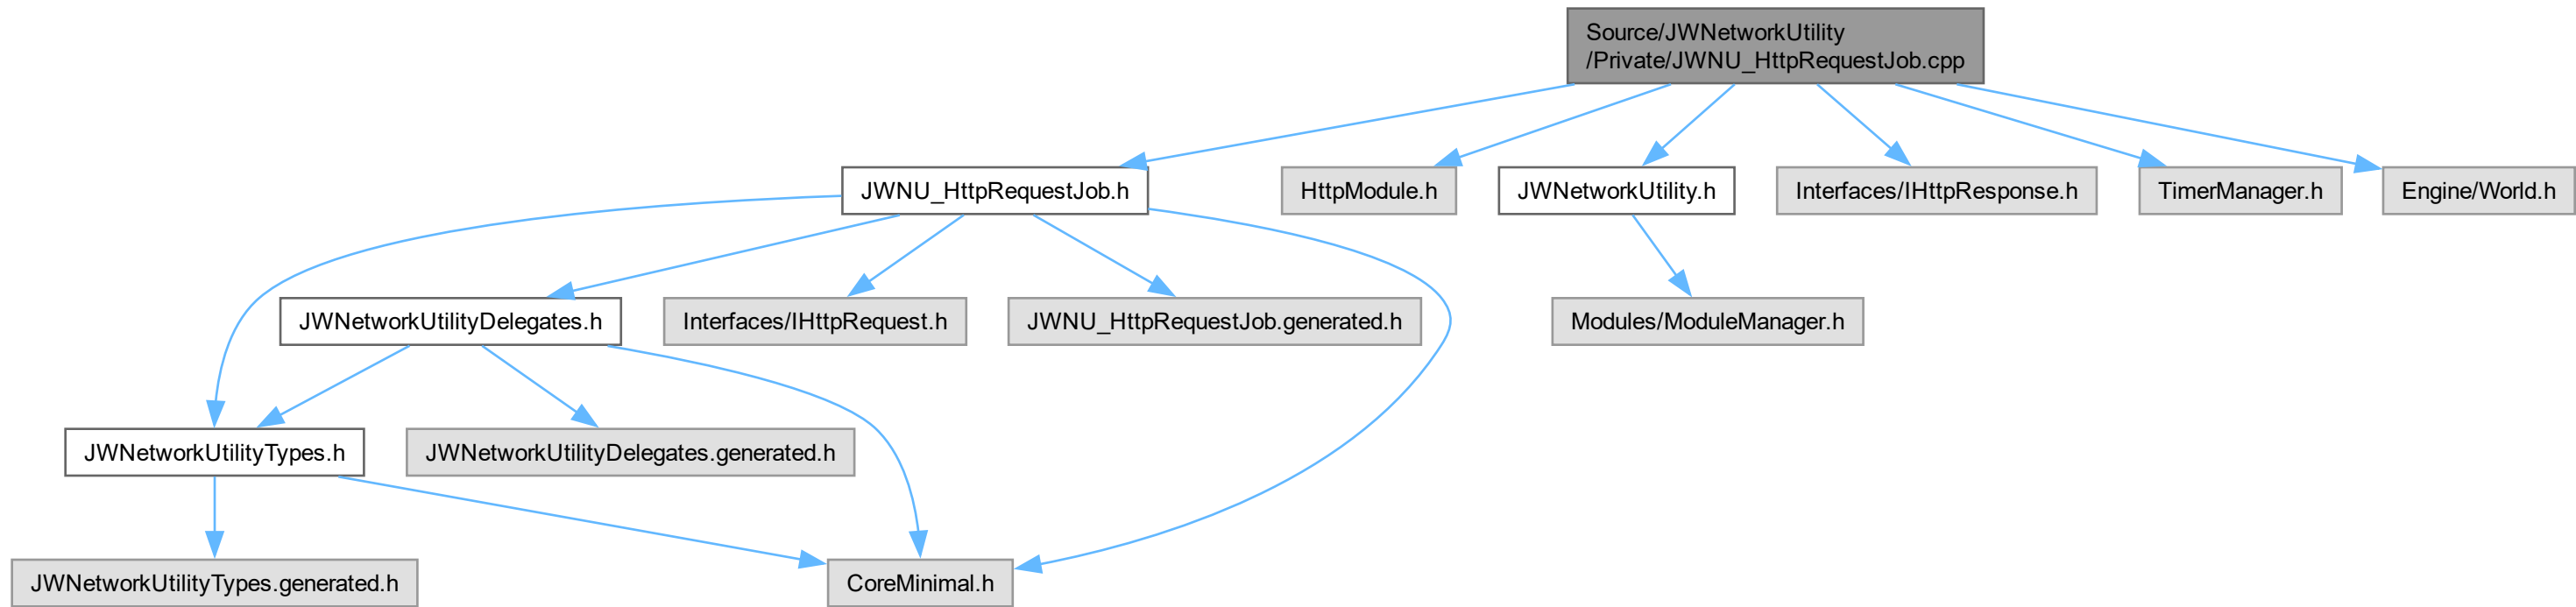 Source/JWNetworkUtility
/Private/JWNU_HttpRequestJob.cpp
JWNU_HttpRequestJob.h
HttpModule.h
JWNetworkUtility.h
Interfaces/IHttpResponse.h
TimerManager.h
Engine/World.h
JWNetworkUtilityDelegates.h
Interfaces/IHttpRequest.h
JWNU_HttpRequestJob.generated.h
Modules/ModuleManager.h
JWNetworkUtilityTypes.h
JWNetworkUtilityDelegates.generated.h
JWNetworkUtilityTypes.generated.h
CoreMinimal.h